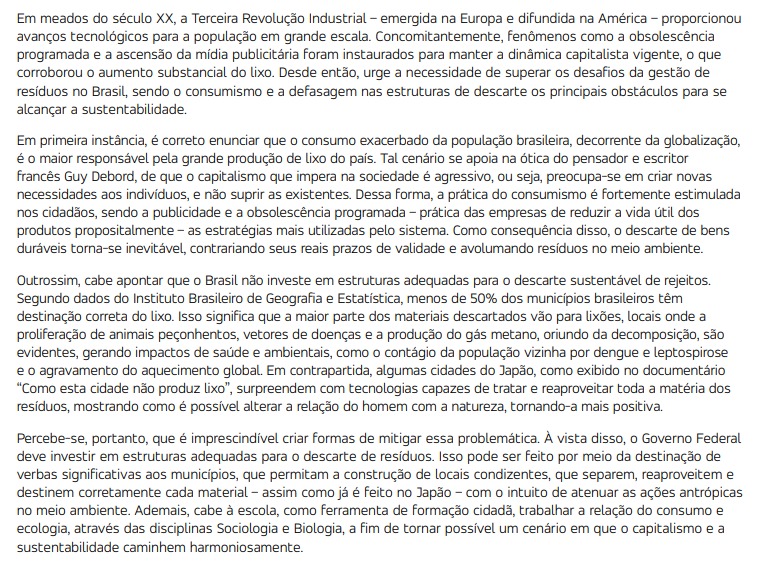 Em meados do século XX, a Terceira Revolução Industrial – emergida na Europa e difundida na América – proporcionou
avanços tecnológicos para a população em grande escala. Concomitantemente, fenômenos como a obsolescência
programada e a ascensão da mídia publicitária foram instaurados para manter a dinâmica capitalista vigente, o que
corroborou o aumento substancial do lixo. Desde então, urge a necessidade de superar os desafios da gestão de
resíduos no Brasil, sendo o consumismo e a defasagem nas estruturas de descarte os principais obstáculos para se
alcançar a sustentabilidade.
Em primeira instância, é correto enunciar que o consumo exacerbado da população brasileira, decorrente da globalização,
é o maior responsável pela grande produção de lixo do país. Tal cenário se apoia na ótica do pensador e escritor
francês Guy Debord, de que o capitalismo que impera na sociedade é agressivo, ou seja, preocupa-se em criar novas
necessidades aos indivíduos, e não suprir as existentes. Dessa forma, a prática do consumismo é fortemente estimulada
nos cidadãos, sendo a publicidade e a obsolescência programada – prática das empresas de reduzir a vida útil dos
produtos propositalmente – as estratégias mais utilizadas pelo sistema. Como consequência disso, o descarte de bens
duráveis torna-se inevitável, contrariando seus reais prazos de validade e avolumando resíduos no meio ambiente.
Outrossim, cabe apontar que o Brasil não investe em estruturas adequadas para o descarte sustentável de rejeitos.
Segundo dados do Instituto Brasileiro de Geografia e Estatística, menos de 50% dos municípios brasileiros têm
destinação correta do lixo. Isso significa que a maior parte dos materiais descartados vão para lixões, locais onde a
proliferação de animais peçonhentos, vetores de doenças e a produção do gás metano, oriundo da decomposição, são
evidentes, gerando impactos de saúde e ambientais, como o contágio da população vizinha por dengue e leptospirose
e o agravamento do aquecimento global. Em contrapartida, algumas cidades do Japão, como exibido no documentário
“Como esta cidade não produz lixo”, surpreendem com tecnologias capazes de tratar e reaproveitar toda a matéria dos
resíduos, mostrando como é possível alterar a relação do homem com a natureza, tornando-a mais positiva.
Percebe-se, portanto, que é imprescindível criar formas de mitigar essa problemática. À vista disso, o Governo Federal
deve investir em estruturas adequadas para o descarte de resíduos. Isso pode ser feito por meio da destinação de
verbas significativas aos municípios, que permitam a construção de locais condizentes, que separem, reaproveitem e
destinem corretamente cada material – assim como já é feito no Japão – com o intuito de atenuar as ações antrópicas
no meio ambiente. Ademais, cabe à escola, como ferramenta de formação cidadã, trabalhar a relação do consumo e
ecologia, através das disciplinas Sociologia e Biologia, a fim de tornar possível um cenário em que o capitalismo e a
sustentabilidade caminhem harmoniosamente.